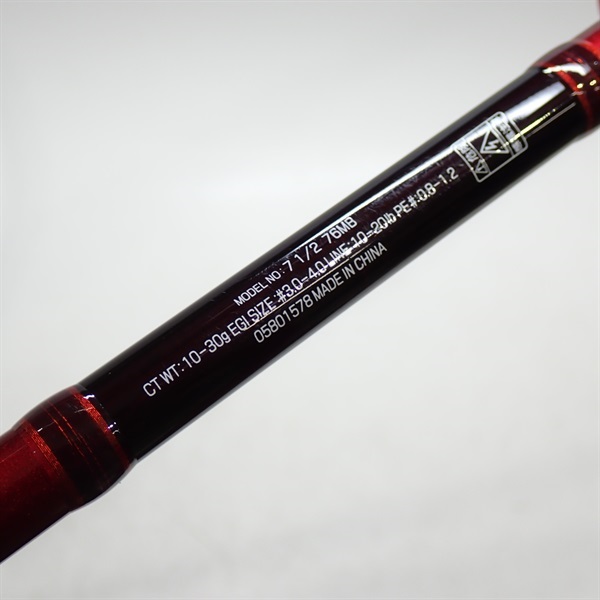 MODEL NO: 7 1/2 76MB
CT WT: 10-30g EGI SIZE: #3.0-4.0 LINE: 10-20lb PE#: 0.8-1.2
05801578 MADE IN CHINA